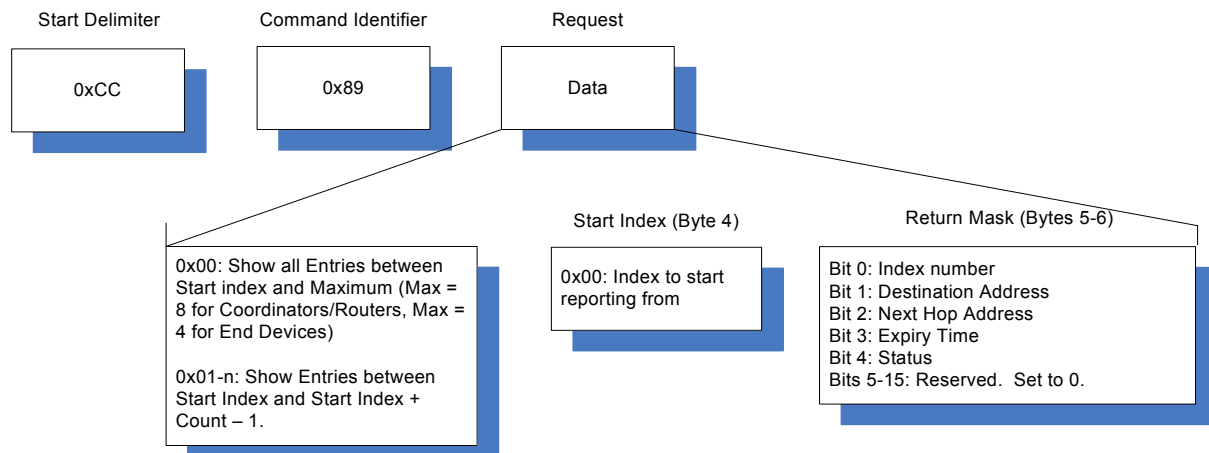 Start Delimiter
Command Identifier
Request
0xCC
0x89
Data
Start Index (Byte 4)
Return Mask (Bytes 5-6)
0x00: Show all Entries between
Start index and Maximum (Max =
8 for Coordinators/Routers, Max =
4 for End Devices)
0x01-n: Show Entries between
Start Index and Start Index +
Count – 1.
0x00: Index to start
reporting from
Bit 0: Index number
Bit 1: Destination Address
Bit 2: Next Hop Address
Bit 3: Expiry Time
Bit 4: Status
Bits 5-15: Reserved.  Set to 0.